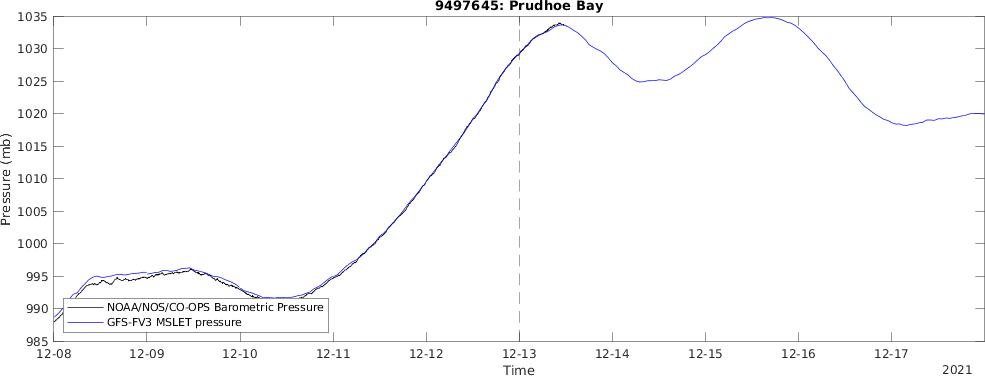 9497645: Prudhoe Bay
1035
1030
1025
1020
1015
1010
1005
1000
995
990
985
Pressure (mb)
NOAA/NOS/CO-OPS Barometric Pressure
GFS-FV3 MSLET pressure
12-08 12-09 12-10 12-11 12-12 12-13 12-14 12-15 12-16 12-17
Time
2021